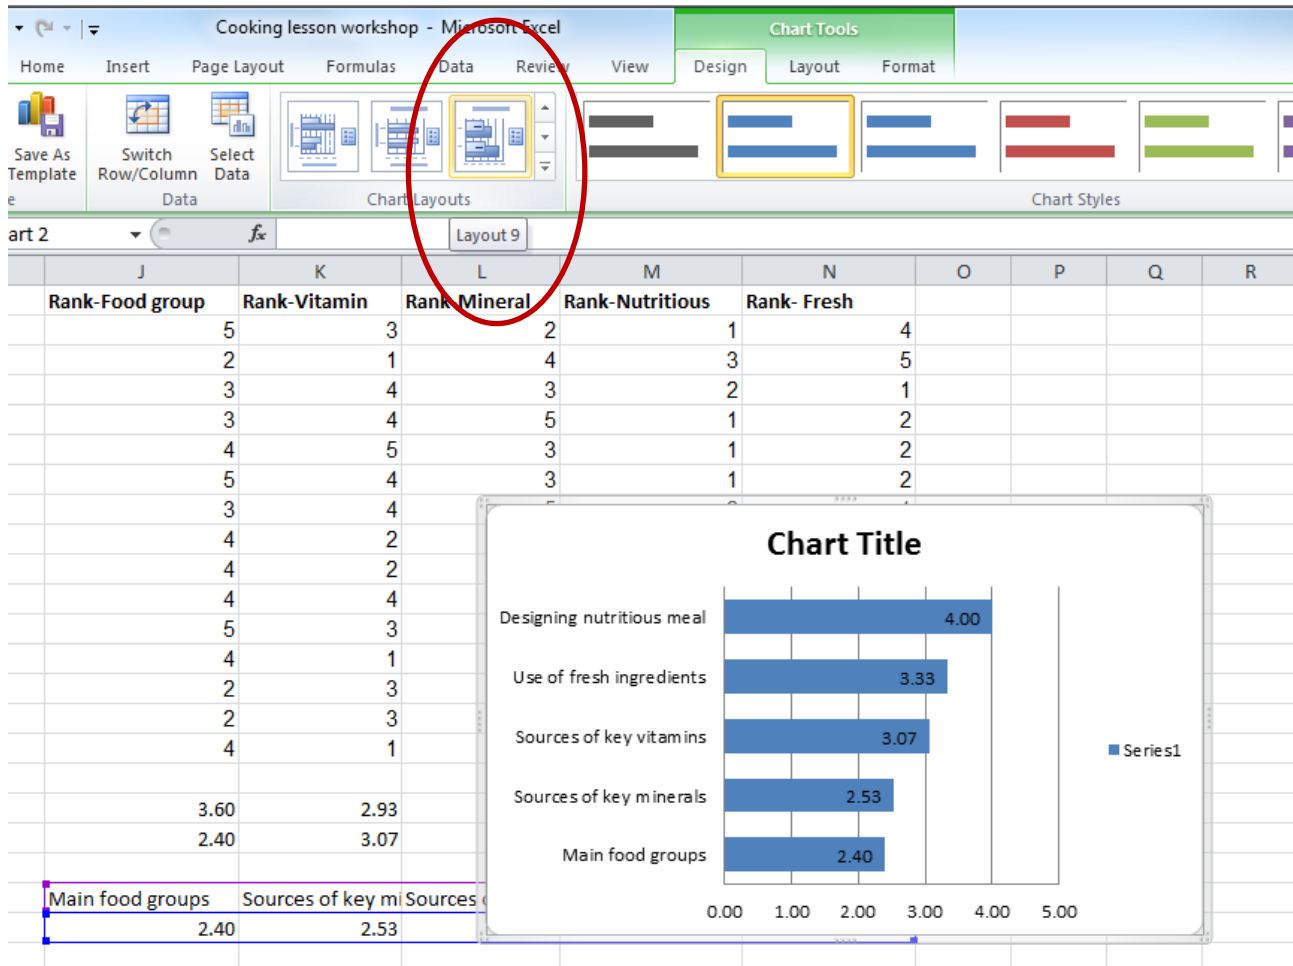 Cooking lesson workshop - Microsoft Excel
Chart Tools
Home Insert Page Layout Formulas Data Review View Design Layout Format
Save As Template
Switch Row/Column
Select Data
e Data Chart Layouts Chart Styles
art 2 fx
Layout 9
J K L M N O P Q R
Rank-Food group Rank-Vitamin Rank-Mineral Rank-Nutritious Rank- Fresh
5 3 2 1 4
2 1 4 3 5
3 4 3 2 1
3 4 5 1 2
4 5 3 1 2
5 4 3 1 2
3 4
4 2
4 2
4 4
5 3
4 1
2 3
2 3
4 1
3.60 2.93
2.40 3.07
Main food groups Sources of key mi Sources
2.40 2.53
Chart Title
Designing nutritious meal 4.00
Use of fresh ingredients 3.33
Sources of key vitamins 3.07
Series1
Sources of key minerals 2.53
Main food groups 2.40
0.00 1.00 2.00 3.00 4.00 5.00